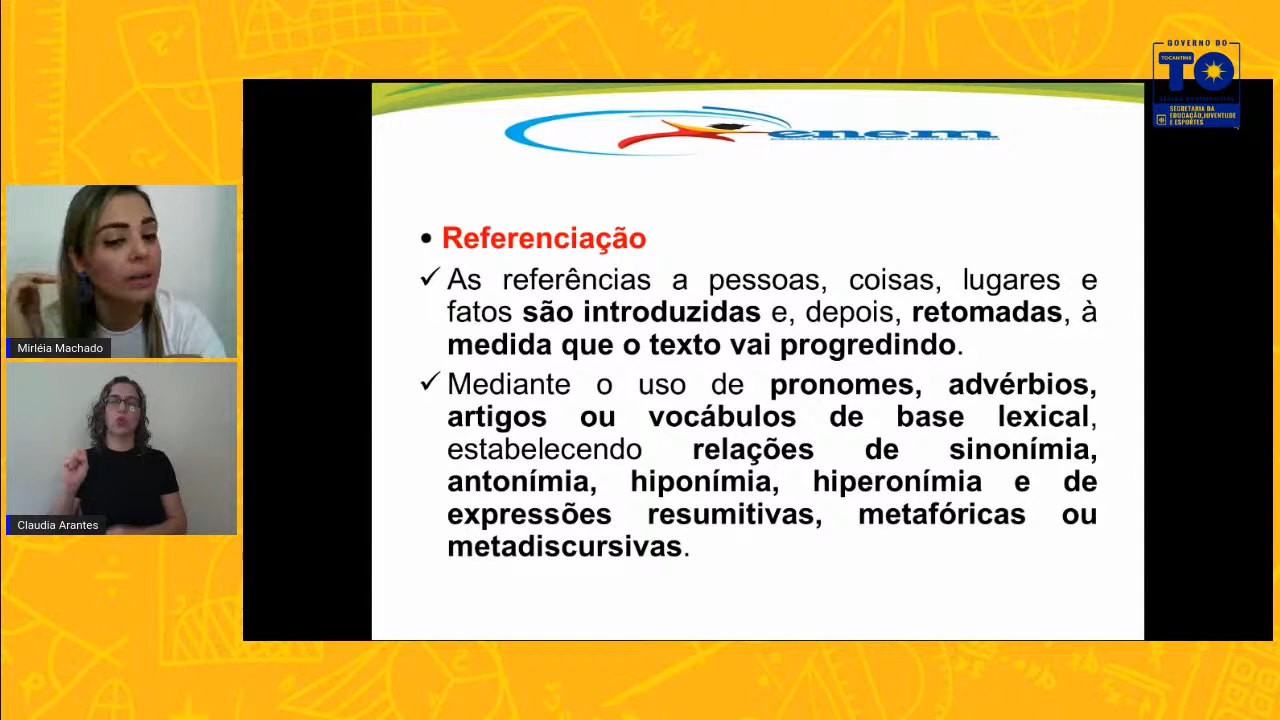 GOVERNO DO
TOCANTINS
TO
SECRETARIA DA
EDUCAÇÃO, JUVENTUDE
E ESPORTES
enem
• Referenciação
✓ As referências a pessoas, coisas, lugares e
fatos são introduzidas e, depois, retomadas, à
medida que o texto vai progredindo.
✓ Mediante o uso de pronomes, advérbios,
artigos ou vocábulos de base lexical,
estabelecendo relações de sinonímia,
antonímia, hiponímia, hiperonímia e de
expressões resumitivas, metafóricas ou
metadiscursivas.
Mirléia Machado
Claudia Arantes